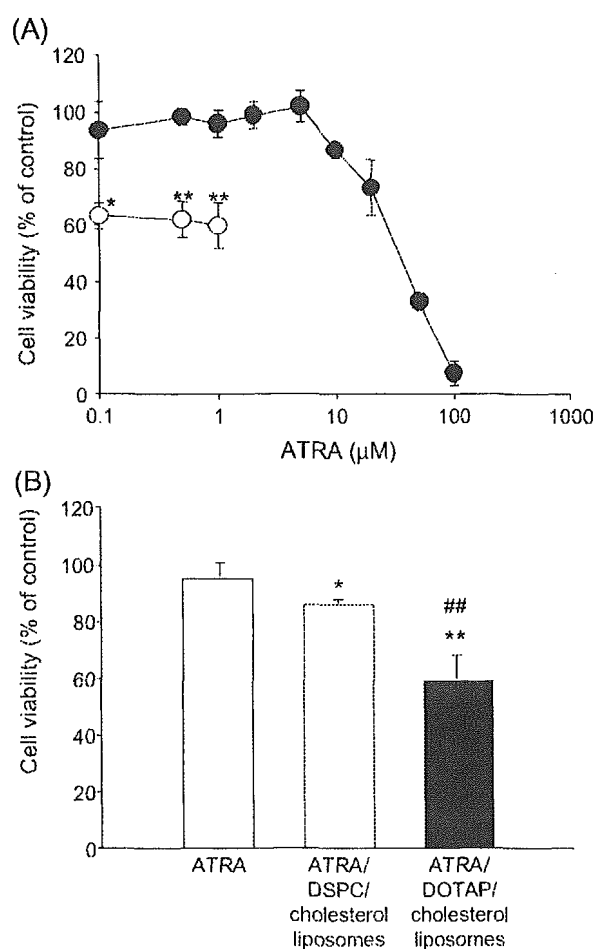 (A)
120
100
80
60
40
20
0
Cell viability (% of control)
*
**
**
0.1
1
10
100
1000
ATRA (μM)
(B)
120
100
80
60
40
20
0
Cell viability (% of control)
*
##
**
ATRA
ATRA/
DSPC/
cholesterol
liposomes
ATRA/
DOTAP/
cholesterol
liposomes